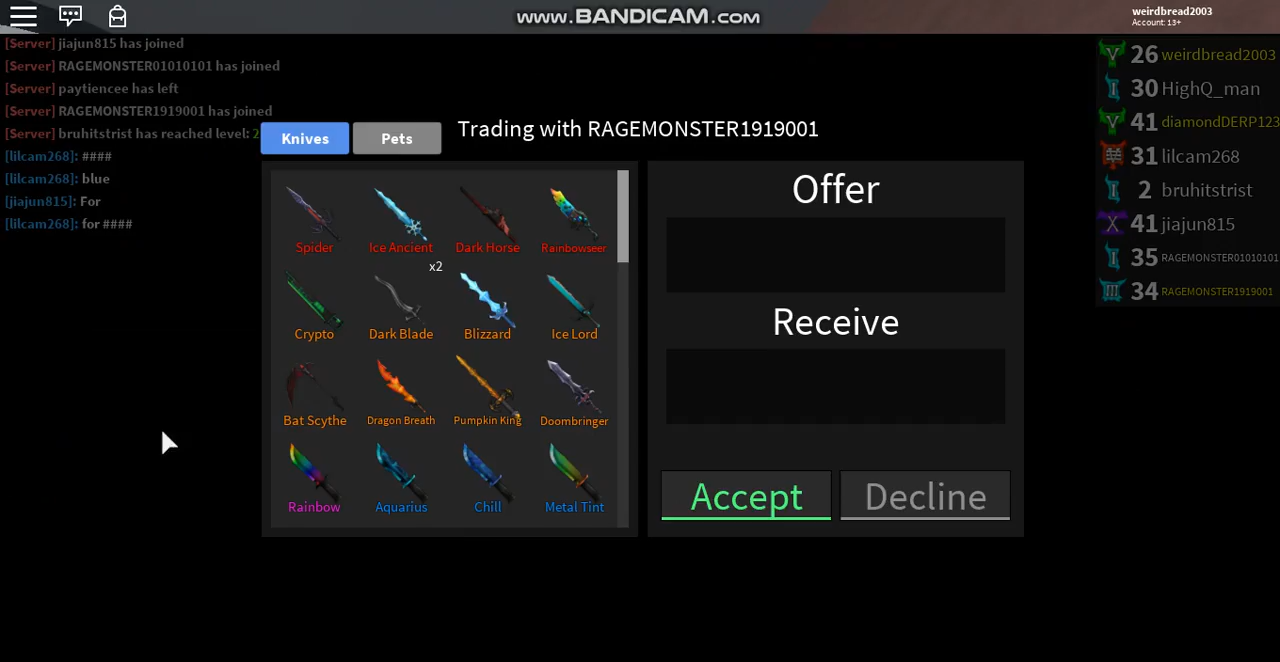 www.BANDICAM.com
weirdbread2003
Account: 13+
[Server] jiajun815 has joined
[Server] RAGEMONSTER01010101 has joined
paytiencee has left
[Server] RAGEMONSTER1919001 has joined
[Server] bruhitstrist has reached level: 2
[lilcam268]: ####
[lilcam268]: blue
[jiajun815]: For
[lilcam268]: for ####
Knives
Pets
Trading with RAGEMONSTER1919001
Spider
Ice Ancient
Dark Horse
Rainbowseer
x2
Crypto
Dark Blade
Blizzard
Ice Lord
Bat Scythe
Dragon Breath
Pumpkin King
Doombringer
Rainbow
Aquarius
Chill
Metal Tint
Offer
Receive
Accept
Decline
V 26 weirdbread2003
I 30 HighQ_man
V 41 diamondDERP123
31 lilcam268
I 2 bruhitstrist
X 41 jiajun815
I 35 RAGEMONSTER01010101
III 34 RAGEMONSTER1919001